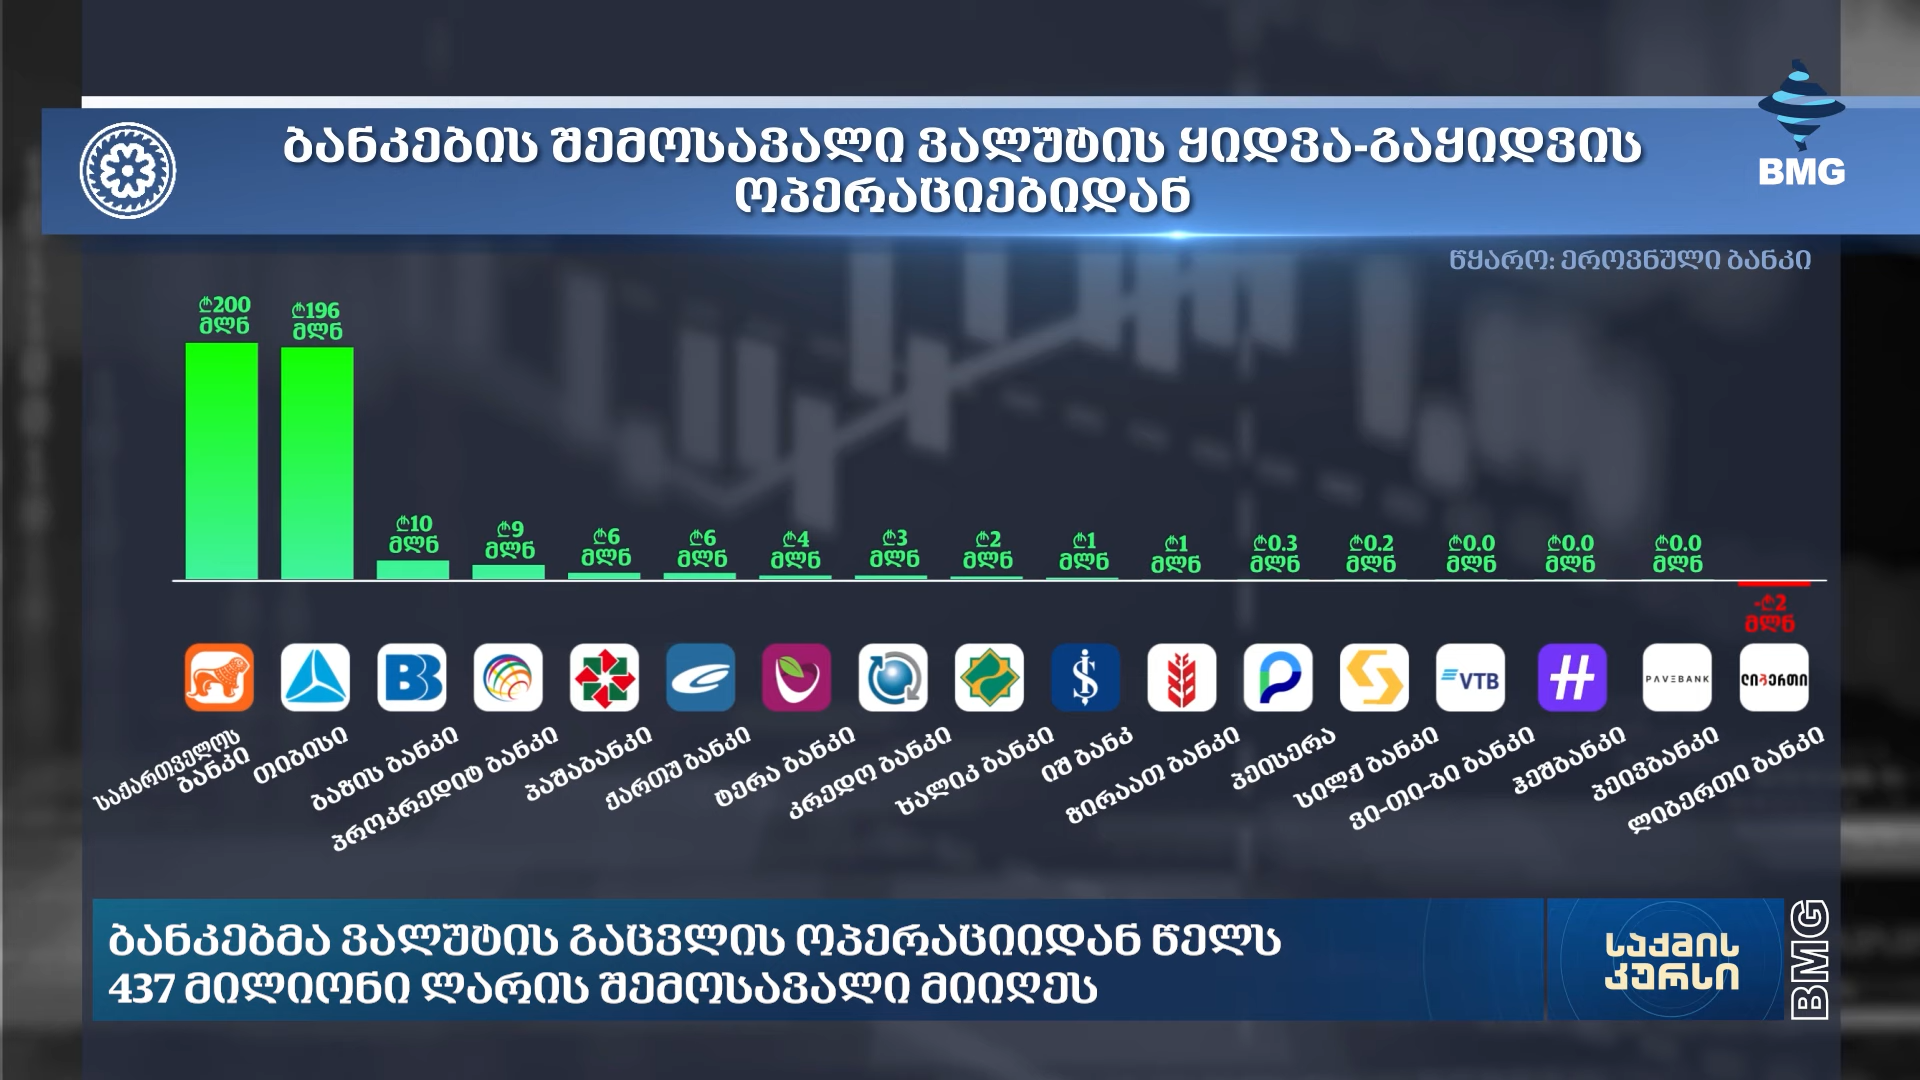 ბანკების შემოსავალი ვალუტის ყიდვა-გაყიდვის
ოპერაციებიდან
BMG
წყარო: ეროვნული ბანკი
₾200
მლნ
₾196
მლნ
₾10
მლნ
₾9
მლნ
₾6
მლნ
₾6
მლნ
₾4
მლნ
₾3
მლნ
₾2
მლნ
₾1
მლნ
₾1
მლნ
₾0.3
მლნ
₾0.2
მლნ
₾0.0
მლნ
₾0.0
მლნ
₾0.0
მლნ
-₾2
მლნ
BB
VTB
#
PAVEBANK
ლიბერთი
საქართველოს
ბანკი
თიბისი
ბაზის ბანკი
პროკრედიტ ბანკი
პაშაბანკი
ქართუ ბანკი
ტერა ბანკი
კრედო ბანკი
ხალიკ ბანკი
იშ ბანკ
ზირაათ ბანკი
პეისერა
სილქ ბანკი
ვი-თი-ბი ბანკი
ჰეშბანკი
პეივბანკი
ლიბერთი ბანკი
ბანკებმა ვალუტის გაცვლის ოპერაციიდან წელს
437 მილიონი ლარის შემოსავალი მიიღეს
საქმის
კურსი
BMG